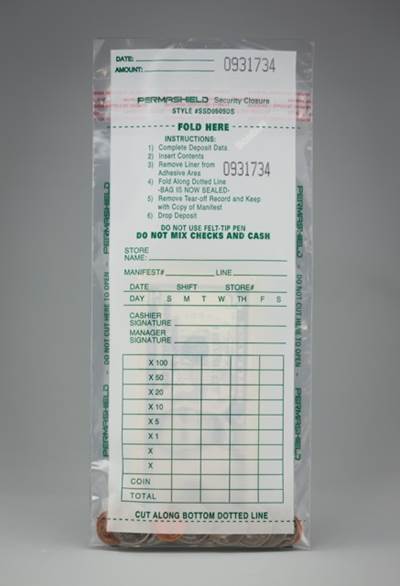 DATE:
AMOUNT:
0931734
PERMASHIELD Security Closure
STYLE #SSD0509DS
FOLD HERE
INSTRUCTIONS:
1) Complete Deposit Data
2) Insert Contents
3) Remove Liner from
Adhesive Area
0931734
4) Fold Along Dotted Line
-BAG IS NOW SEALED-
5) Remove Tear-off Record and Keep
with Copy of Manifest
6) Drop Deposit
DO NOT USE FELT-TIP PEN
DO NOT MIX CHECKS AND CASH
STORE
NAME:
MANIFEST# LINE
DATE SHIFT STORE#
DAY S M T W TH F S
CASHIER
SIGNATURE
MANAGER
SIGNATURE
X 100
X 50
X 20
X 10
X 5
X 1
X
X
COIN
TOTAL
CUT ALONG BOTTOM DOTTED LINE
PERMASHIELD - DO NOT CUT HERE TO OPEN - PERMASHIELD
PERMASHIELD - DO NOT CUT HERE TO OPEN - PERMASHIELD